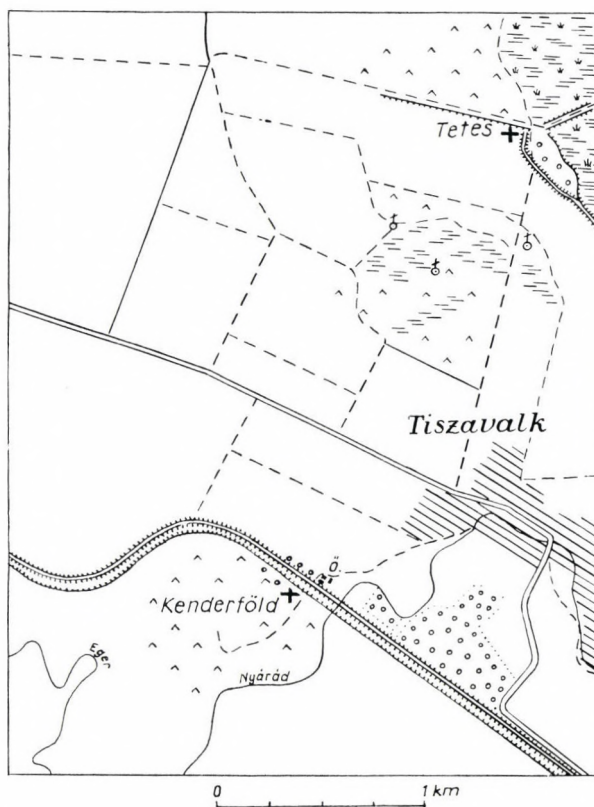 Tetes
Tiszavalk
Ö.
Kenderföld
Eger
Nyárád
0 1 km